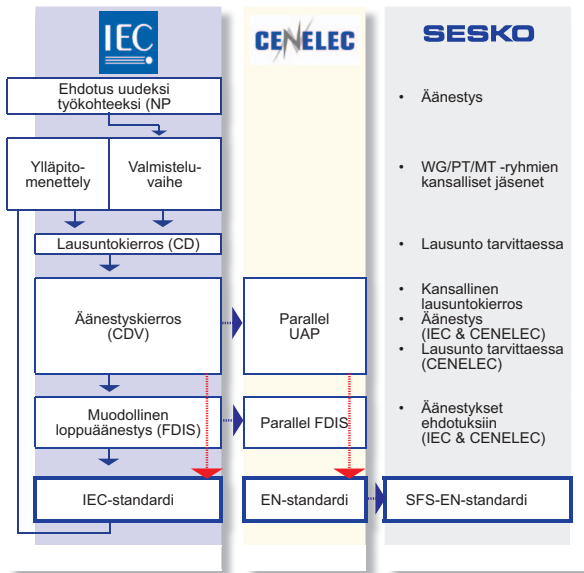 IEC
CENELEC
SESKO
Ehdotus uudeksi
työkohteeksi (NP
• Äänestys
Ylläpito-
menettely
Valmistelu-
vaihe
• WG/PT/MT -ryhmien
kansalliset jäsenet
Lausuntokierros (CD)
• Lausunto tarvittaessa
Äänestyskierros
(CDV)
Parallel
UAP
• Kansallinen
lausuntokierros
• Äänestys
(IEC & CENELEC)
• Lausunto tarvittaessa
(CENELEC)
Muodollinen
loppuäänestys (FDIS)
Parallel FDIS
• Äänestykset
ehdotuksiin
(IEC & CENELEC)
IEC-standardi
EN-standardi
SFS-EN-standardi